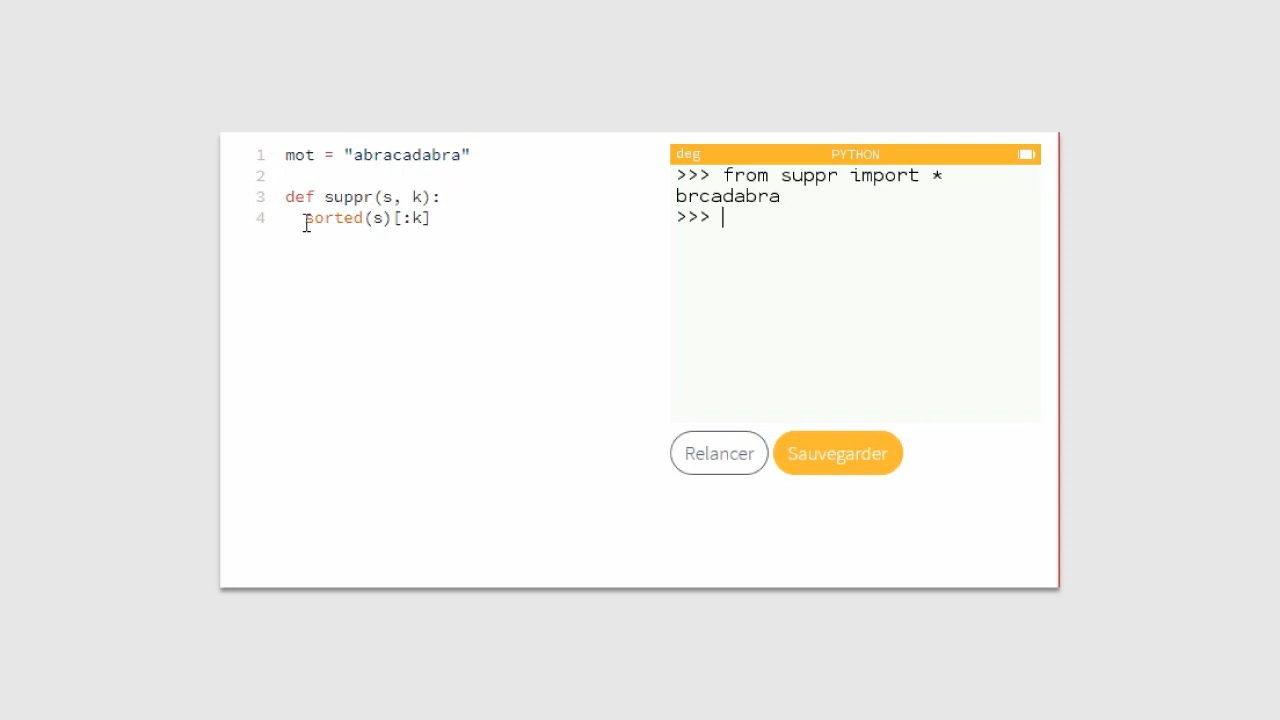 1 mot = "abracadabra"
2
3 def suppr(s, k):
4 sorted(s)[:k]
deg PYTHON
>>> from suppr import *
brcadabra
>>>
Relancer Sauvegarder